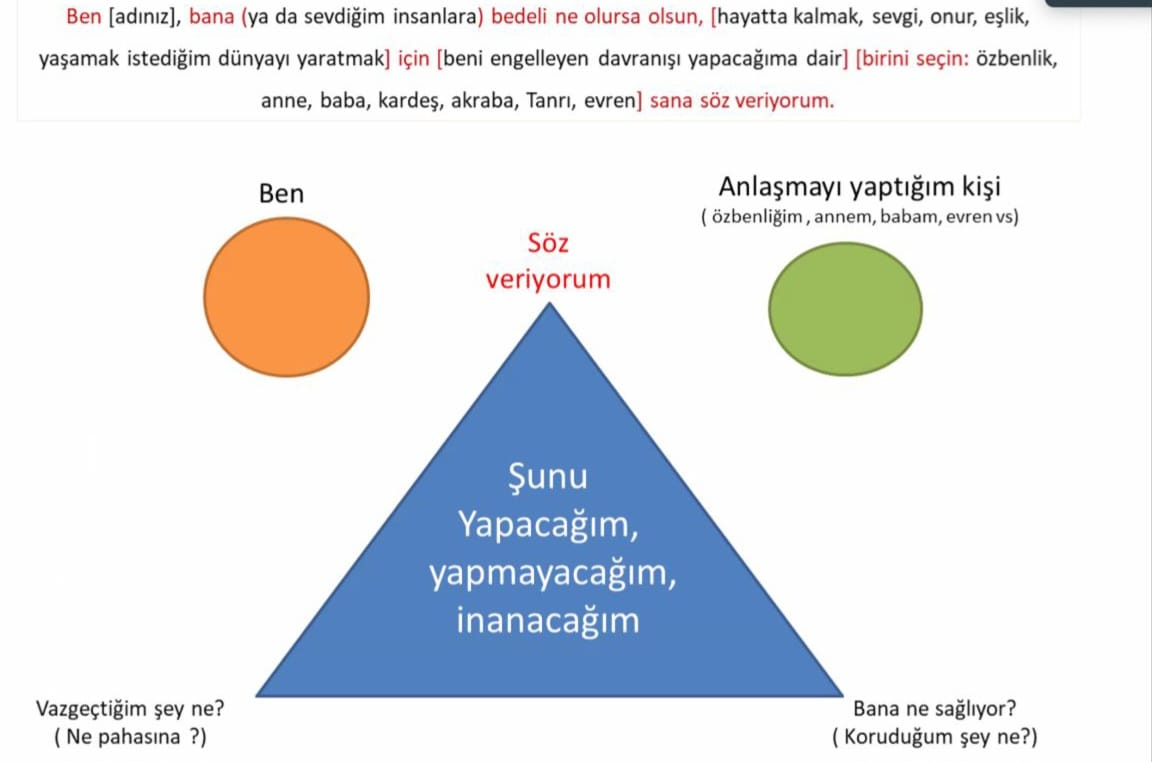 Ben [adınız], bana (ya da sevdiğim insanlara) bedeli ne olursa olsun, [hayatta kalmak, sevgi, onur, eşlik,
yaşamak istediğim dünyayı yaratmak] için [beni engelleyen davranışı yapacağıma dair] [birini seçin: özbenlik,
anne, baba, kardeş, akraba, Tanrı, evren] sana söz veriyorum.
Ben
Anlaşmayı yaptığım kişi
( özbenliğim , annem, babam, evren vs)
Söz
veriyorum
Şunu
Yapacağım,
yapmayacağım,
inanacağım
Vazgeçtiğim şey ne?
( Ne pahasına ?)
Bana ne sağlıyor?
( Koruduğum şey ne?)